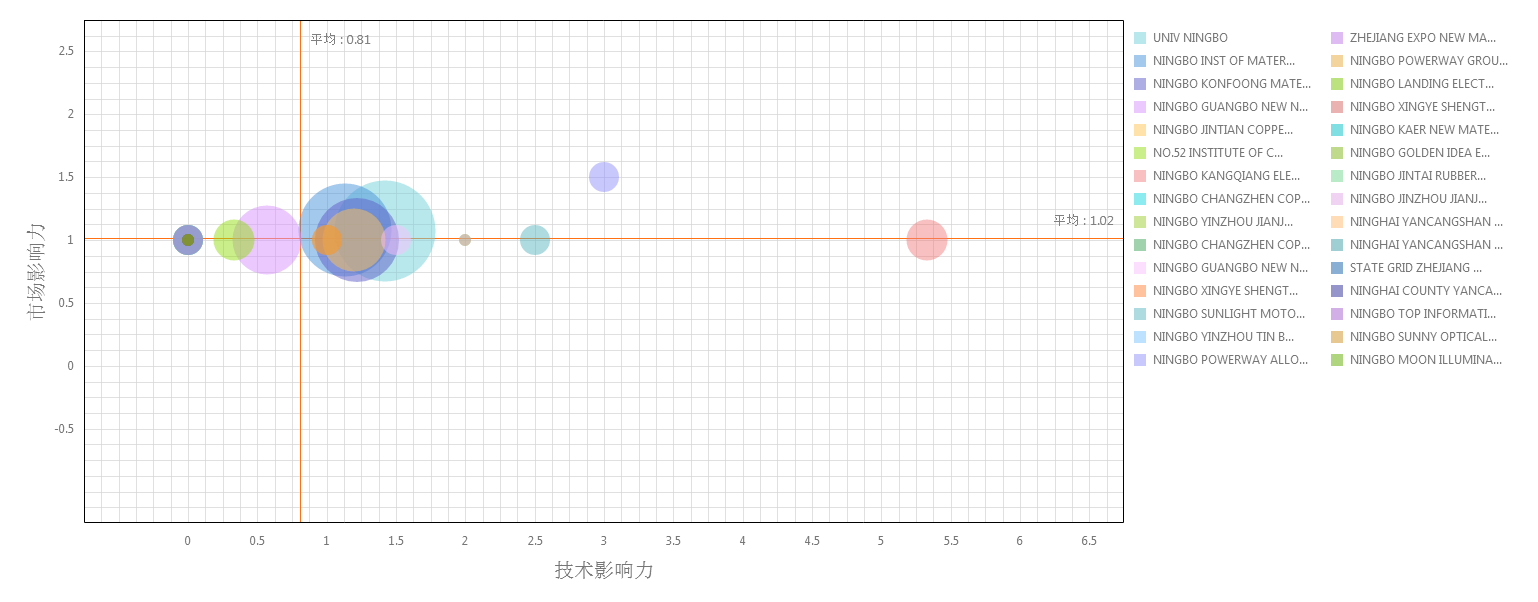 平均 : 0.81
平均 : 1.02
市场影响力
2.5
2
1.5
1
0.5
0
-0.5
0 0.5 1 1.5 2 2.5 3 3.5 4 4.5 5 5.5 6 6.5
技术影响力
UNIV NINGBO
NINGBO INST OF MATER...
NINGBO KONFOONG MATE...
NINGBO GUANGBO NEW N...
NINGBO JINTIAN COPPE...
NO.52 INSTITUTE OF C...
NINGBO KANGQIANG ELE...
NINGBO CHANGZHEN COP...
NINGBO YINZHOU JIANJ...
NINGBO CHANGZHEN COP...
NINGBO GUANGBO NEW N...
NINGBO XINGYE SHENGT...
NINGBO SUNLIGHT MOTO...
NINGBO YINZHOU TIN B...
NINGBO POWERWAY ALLO...
ZHEJIANG EXPO NEW MA...
NINGBO POWERWAY GROU...
NINGBO LANDING ELECT...
NINGBO XINGYE SHENGT...
NINGBO KAER NEW MATE...
NINGBO GOLDEN IDEA E...
NINGBO JINTAI RUBBER...
NINGBO JINZHOU JIANJ...
NINGHAI YANCANGSHAN ...
NINGHAI YANCANGSHAN ...
STATE GRID ZHEJIANG ...
NINGHAI COUNTY YANCA...
NINGBO TOP INFORMATI...
NINGBO SUNNY OPTICAL...
NINGBO MOON ILLUMINA...